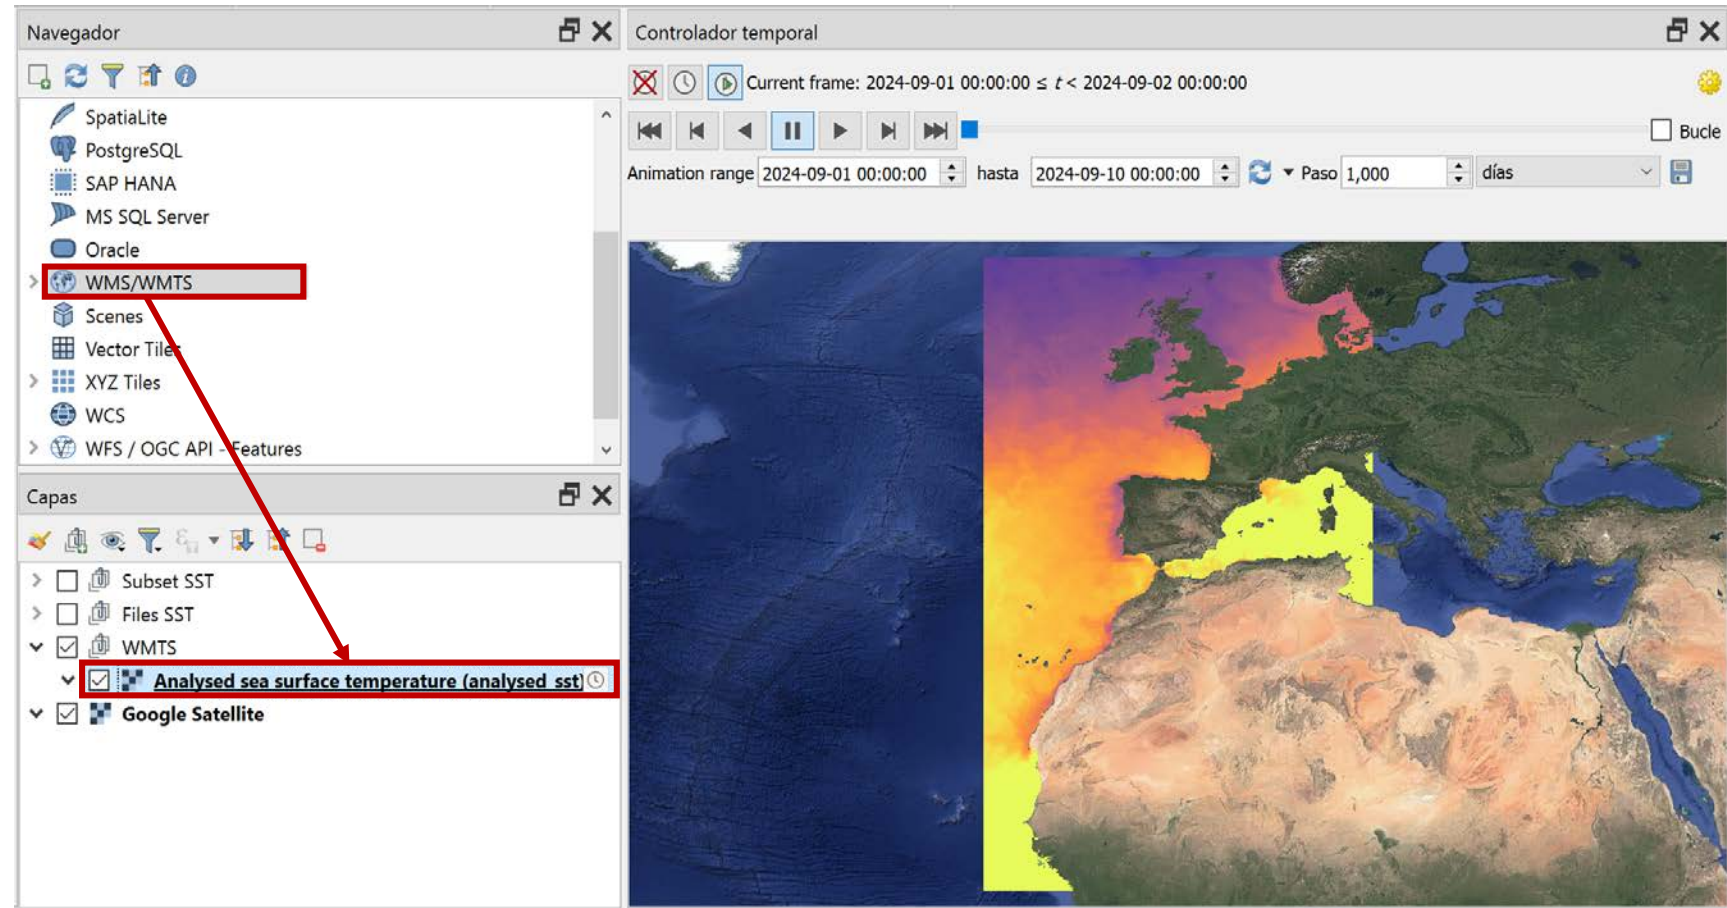 Navegador
SpatiaLite
PostgreSQL
SAP HANA
MS SQL Server
Oracle
WMS/WMTS
Scenes
Vector Tiles
XYZ Tiles
WCS
WFS / OGC API - Features
Capas
Subset SST
Files SST
WMTS
Analysed sea surface temperature (analysed_sst)
Google Satellite
Controlador temporal
Current frame: 2024-09-01 00:00:00 ≤ t < 2024-09-02 00:00:00
Bucle
Animation range 2024-09-01 00:00:00 hasta 2024-09-10 00:00:00 Paso 1,000 días